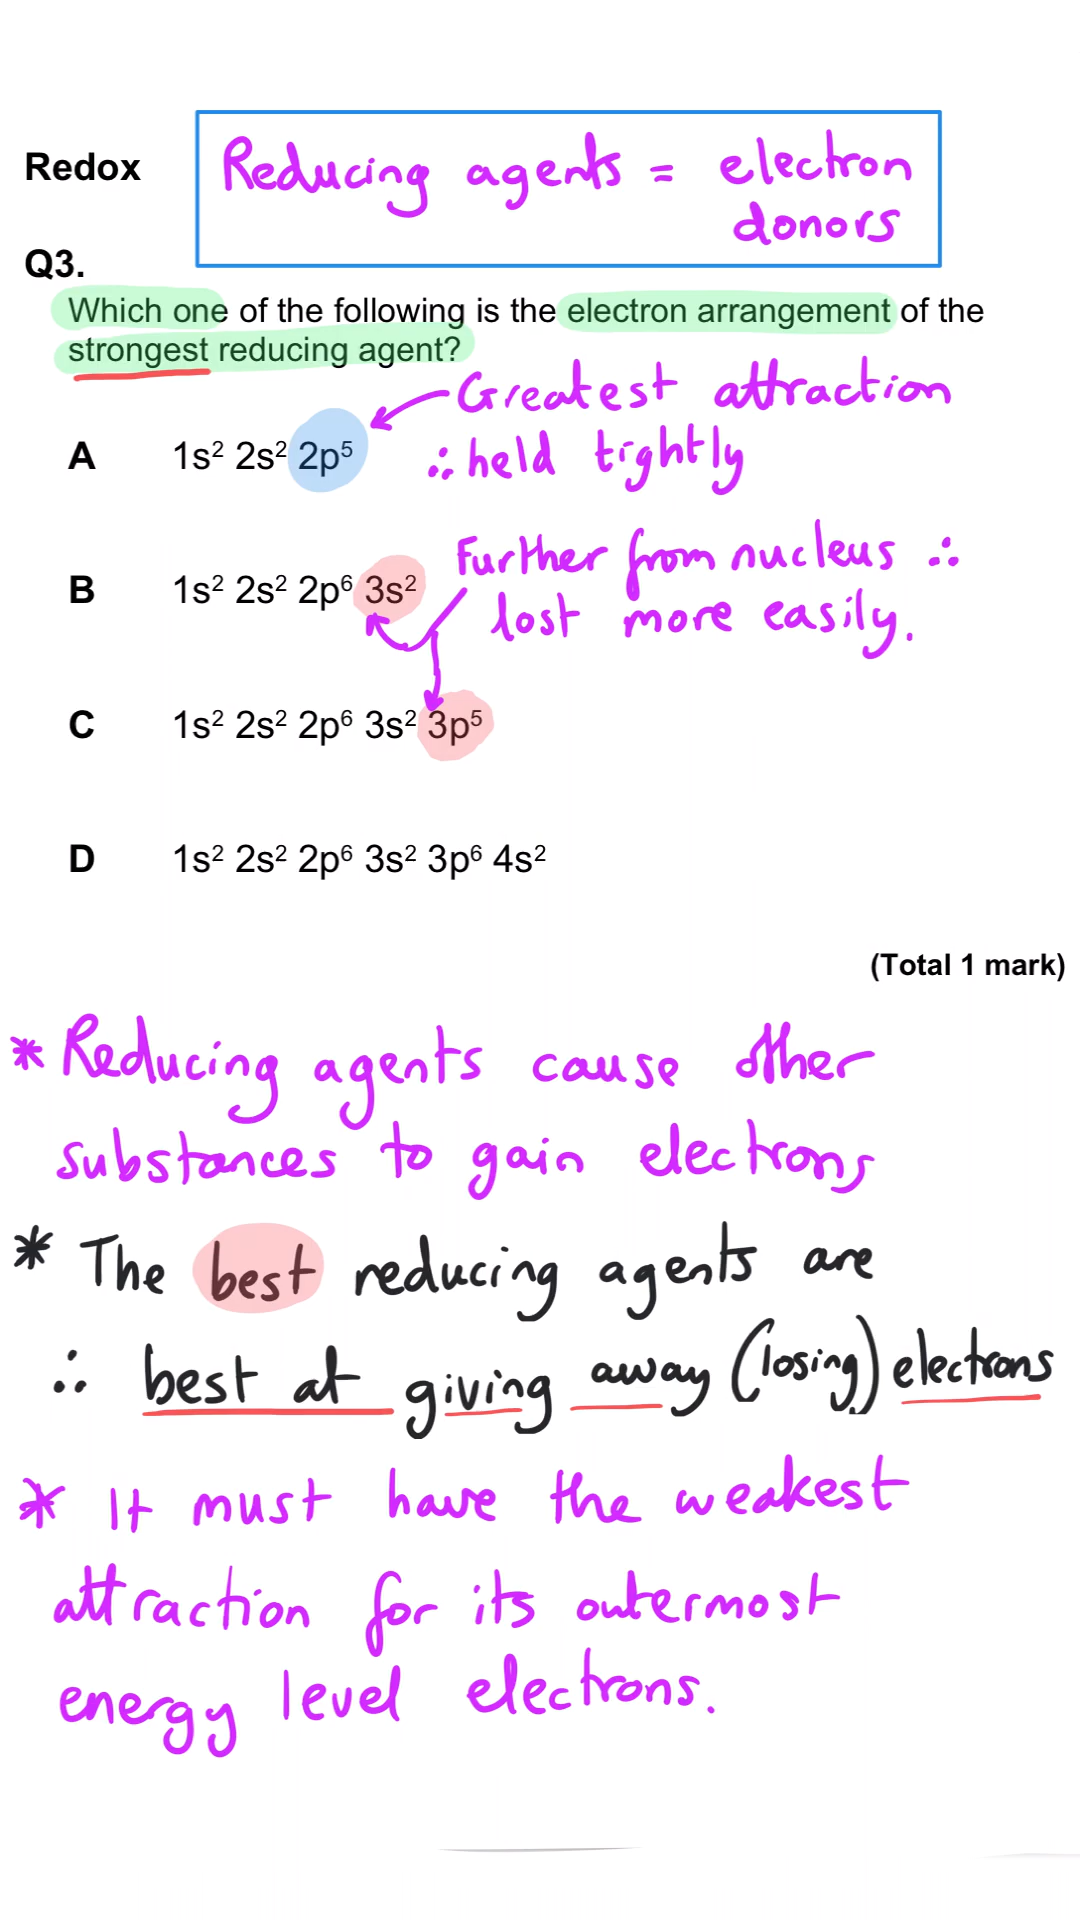 Redox
Reducing agents = electron
donors
Q3.
Which one of the following is the electron arrangement of the
strongest reducing agent?
Greatest attraction
A 1s² 2s² 2p⁵ ∴ held tightly
Further from nucleus ∴
B 1s² 2s² 2p⁶ 3s²
lost more easily.
C 1s² 2s² 2p⁶ 3s² 3p⁵
D 1s² 2s² 2p⁶ 3s² 3p⁶ 4s²
(Total 1 mark)
* Reducing agents cause other
substances to gain electrons
* The best reducing agents are
∴ best at giving away (losing) electrons
* It must have the weakest
attraction for its outermost
energy level electrons.